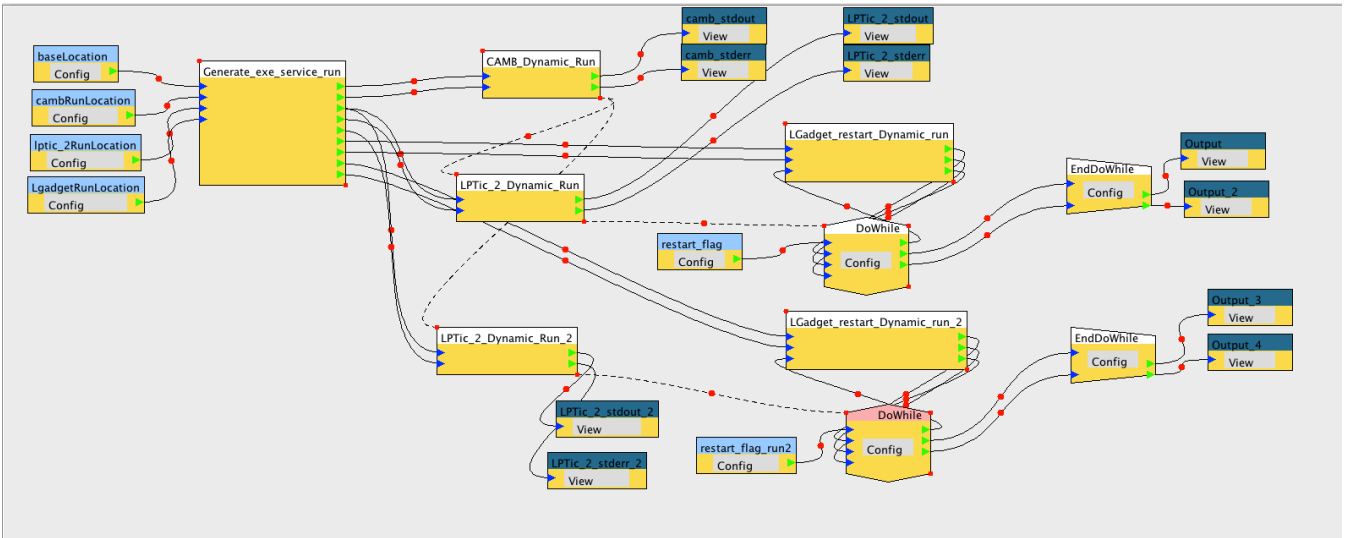 baseLocation
Config
cambRunLocation
Config
lptic_2RunLocation
Config
LgadgetRunLocation
Config
Generate_exe_service_run
CAMB_Dynamic_Run
camb_stdout
View
camb_stderr
View
LPTic_2_stdout
View
LPTic_2_stderr
View
LPTic_2_Dynamic_Run
LGadget_restart_Dynamic_run
restart_flag
Config
DoWhile
Config
EndDoWhile
Config
Output
View
Output_2
View
LPTic_2_Dynamic_Run_2
LPTic_2_stdout_2
View
LPTic_2_stderr_2
View
LGadget_restart_Dynamic_run_2
restart_flag_run2
Config
DoWhile
Config
EndDoWhile
Config
Output_3
View
Output_4
View